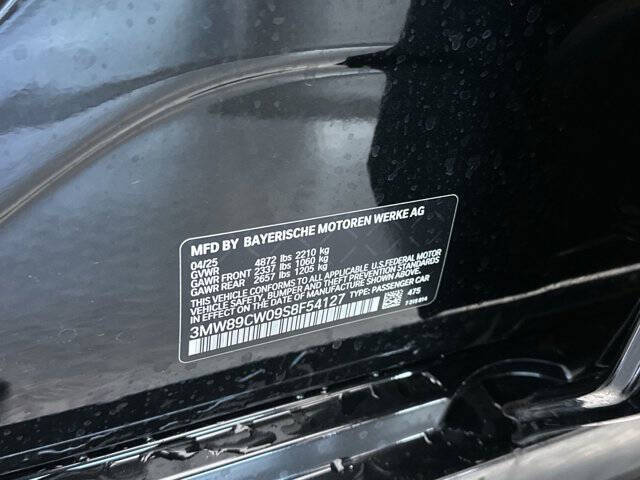 MFD BY BAYERISCHE MOTOREN WERKE AG
04/25
GVWR 4872 lbs 2210 kg
GAWR FRONT 2337 lbs 1060 kg
GAWR REAR 2657 lbs 1205 kg
THIS VEHICLE CONFORMS TO ALL APPLICABLE U.S. FEDERAL MOTOR
VEHICLE SAFETY, BUMPER, AND THEFT PREVENTION STANDARDS
IN EFFECT ON THE DATE OF MANUFACTURE SHOWN ABOVE.
3MW89CW09S8F54127 TYPE: PASSENGER CAR
475